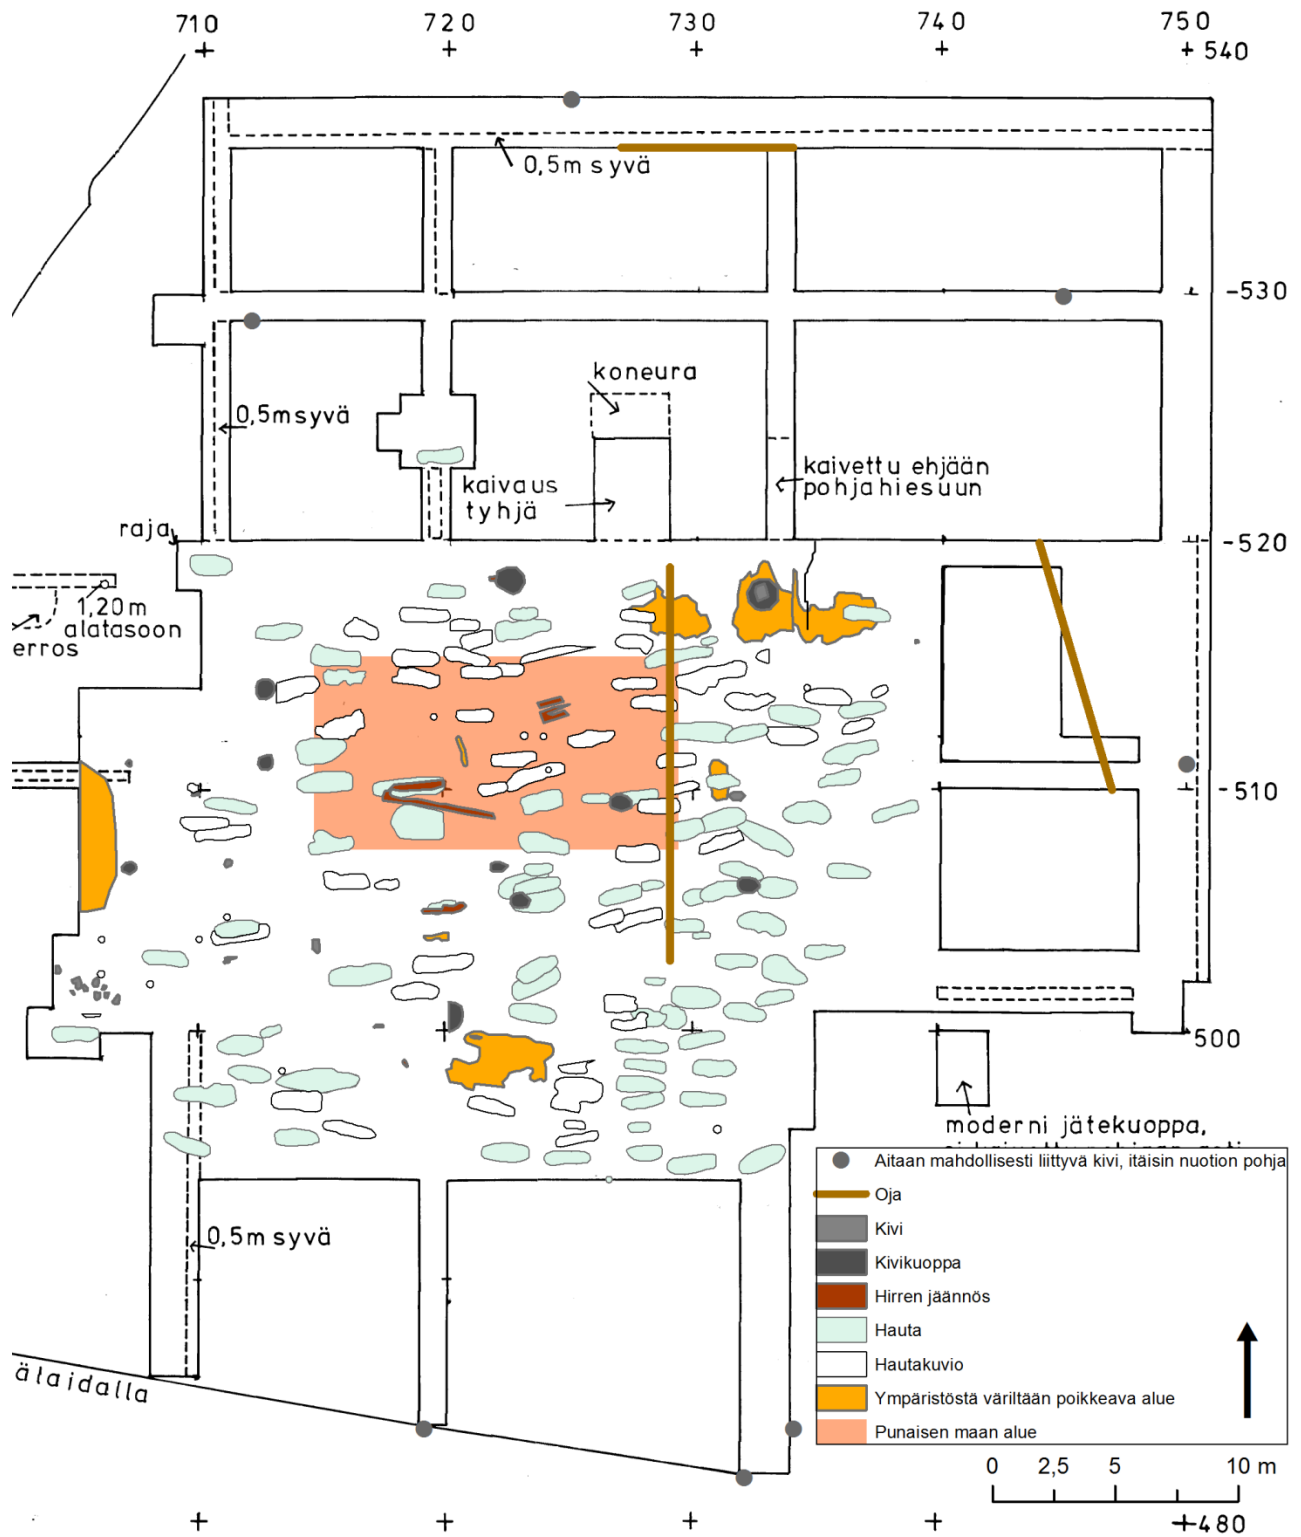 710 720 730 740 750
540
0,5m syvä
-530
koneura
0,5m syvä
kaivaus
tyhjä
kaivettu ehjään
pohjahiesuun
raja
-520
1,20 m
alatasoon
erros
-510
500
moderni jätekuoppa,
0,5m syvä
älaidalla
Aitaan mahdollisesti liittyvä kivi, itäisin nuotion pohja
Oja
Kivi
Kivikuoppa
Hirren jäännös
Hauta
Hautakuvio
Ympäristöstä väriltään poikkeava alue
Punaisen maan alue
0 2,5 5 10 m
480